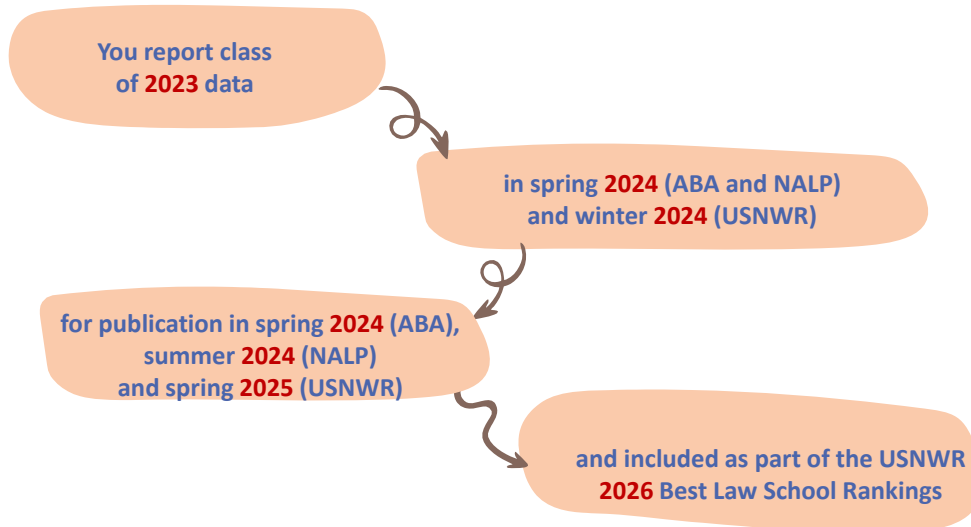 You report class
of 2023 data
in spring 2024 (ABA and NALP)
and winter 2024 (USNWR)
for publication in spring 2024 (ABA),
summer 2024 (NALP)
and spring 2025 (USNWR)
and included as part of the USNWR
2026 Best Law School Rankings